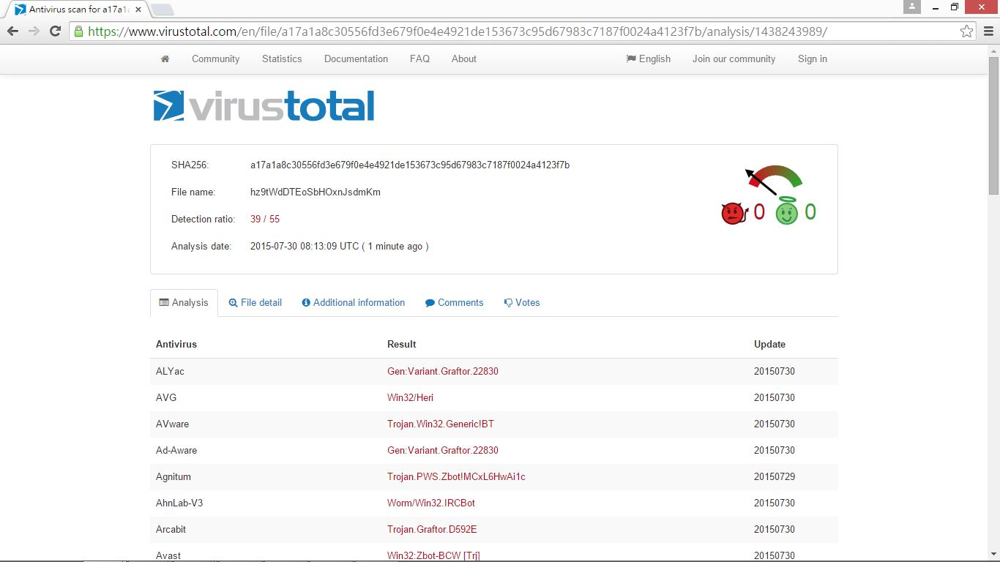 Antivirus scan for a17a1a
https://www.virustotal.com/en/file/a17a1a8c30556fd3e679f0e4e4921de153673c95d67983c7187f0024a4123f7b/analysis/1438243989/
Community Statistics Documentation FAQ About English Join our community Sign in
virustotal
SHA256: a17a1a8c30556fd3e679f0e4e4921de153673c95d67983c7187f0024a4123f7b
File name: hz9tWdDTEoSbHOxnJsdmKm
Detection ratio: 39 / 55
0 0
Analysis date: 2015-07-30 08:13:09 UTC ( 1 minute ago )
Analysis File detail Additional information Comments Votes
Antivirus Result Update
ALYac Gen:Variant.Graftor.22830 20150730
AVG Win32/Heri 20150730
AVware Trojan.Win32.Generic!BT 20150730
Ad-Aware Gen:Variant.Graftor.22830 20150730
Agnitum Trojan.PWS.Zbot!MCxL6HwAi1c 20150729
AhnLab-V3 Worm/Win32.IRCBot 20150730
Arcabit Trojan.Graftor.D592E 20150730
Avast Win32:Zbot-BCW [Trj] 20150730